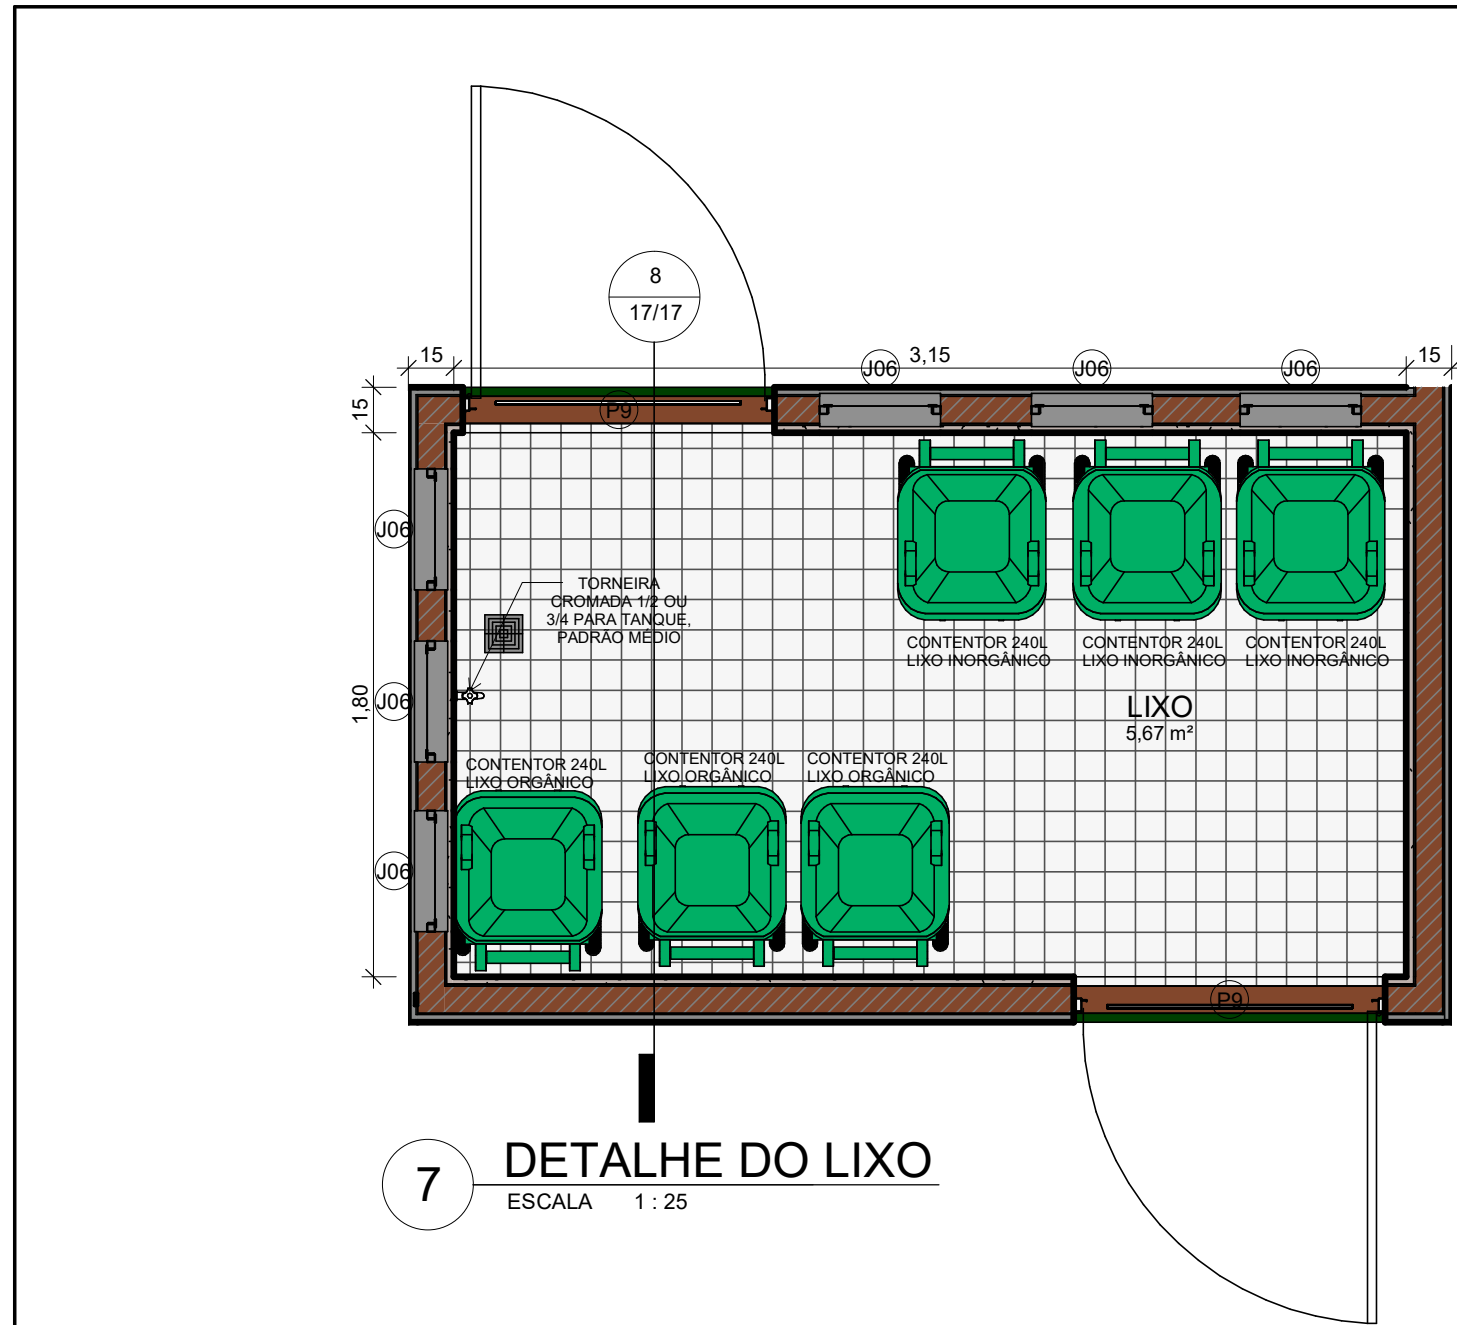 8
17/17
15
3,15
15
J06
J06
J06
15
P9
J06
TORNEIRA
CROMADA 1/2 OU
3/4 PARA TANQUE,
PADRÃO MÉDIO
CONTENTOR 240L
LIXO INORGÂNICO
CONTENTOR 240L
LIXO INORGÂNICO
CONTENTOR 240L
LIXO INORGÂNICO
1,80
J06
LIXO
5,67 m²
CONTENTOR 240L
LIXO ORGÂNICO
CONTENTOR 240L
LIXO ORGÂNICO
CONTENTOR 240L
LIXO ORGÂNICO
J06
P9
7
DETALHE DO LIXO
ESCALA 1 : 25